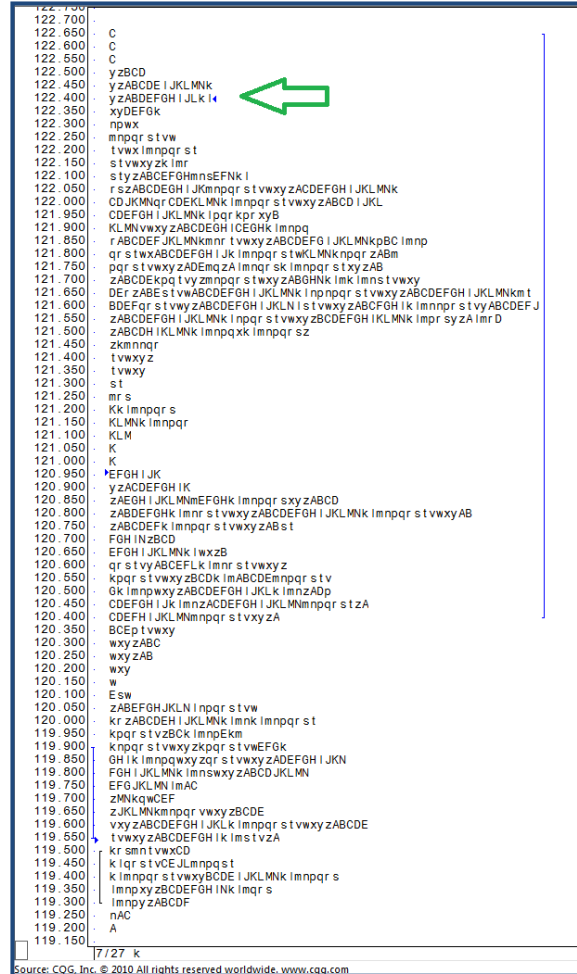 122.750
122.700
122.650 C
122.600 C
122.550 C
122.500 yzBCD
122.450 yzABCDEIJKLMNk
122.400 yzABDEFGHIJLkl
122.350 xyDEFGk
122.300 npwx
122.250 mnpqrstvw
122.200 tvwxlmnpqrst
122.150 stvwxyzklmr
122.100 styzABCEFGHmnsEFNkl
122.050 rszABCDEGHIJKmnpqrstvwxyzACDEFGHIJKLMNk
122.000 CDJKMNqrCDEKLMNklmnpqrstvwxyzABCDIJKL
121.950 CDEFGHIJKLMNklpqrkprxyB
121.900 KLMNvwxyzABCDEGHICEGHklmnpq
121.850 rABCDEFJKLMNkmnrtvwxyzABCDEFGIJKLMNkpBClmnp
121.800 qrstwxABCDEFGHIJklmnpqrstwKLMNknpqrzABm
121.750 pqrstvwxyzADEmqzAlmnqrsklmnpqrstxyzAB
121.700 zABCDEkpqtvyzmnpqrstwxyzABGHNklmklmnstvwxy
121.650 DErzABEstvwABCDEFGHIJKLMNklnpnpqrstvwxyzABCDEFGHIJKLMNkmt
121.600 BDEFqrstvwyzABCDEFGHIJKLNlstvwxyzABCFGHIklmnnprstvyABCDEFJ
121.550 zABCDEFGHIJKLMNklnpqrstvwxyzBCDEFGHIKLMNklmprsyzAlmrD
121.500 zABCDHIKLMNklmnpqxklmnpqrsz
121.450 zkmnnqr
121.400 tvwxyz
121.350 tvwxy
121.300 st
121.250 mrs
121.200 Kklmnpqrs
121.150 KLMNklmnpqr
121.100 KLM
121.050 K
121.000 K
120.950 EFGHIJK
120.900 yzACDEFGHIK
120.850 zAEGHIJKLMNmEFGHklmnpqrsxyzABCD
120.800 zABDEFGHklmnrstvwxyzABCDEFGHIJKLMNklmnpqrstvwxyAB
120.750 zABCDEFklmnpqrstvwxyzABst
120.700 FGHINzBCD
120.650 EFGHIJKLMNklwxzB
120.600 qrstvyABCEFLklmnrstvwxyz
120.550 kpqrstvwxyzBCDklmABCDEmnpqrstv
120.500 GklmnpwxyzABCDEFGHIJKLklmnzADp
120.450 CDEFGHIJklmnzACDEFGHIJKLMNmnpqrstzA
120.400 CDEFHIJKLMNmnpqrstvxyzA
120.350 BCEptvwxy
120.300 wxyzABC
120.250 wxyzAB
120.200 wxy
120.150 w
120.100 Esw
120.050 zABEFGHJKLNlnpqrstvw
120.000 krzABCDEHIJKLMNklmnklmnpqrst
119.950 kpqrstvzBCklmnpEkm
119.900 knpqrstvwxyzkpqrstvwEFGk
119.850 GHIklmnpqwxyzqrstvwxyzADEFGHIJKN
119.800 FGHIJKLMNklmnswxyzABCDJKLMN
119.750 EFGJKLMNlmAC
119.700 zMNkqwCEF
119.650 zJKLMNkmnpqrvwxyzBCDE
119.600 vxyzABCDEFGHIJKLklmnpqrstvwxyzABCDE
119.550 tvwxyzABCDEFGHIklmstvzA
119.500 krsmntvwxCD
119.450 klqrstvCEJLmnpqst
119.400 klmnpqrstvwxyBCDEIJKLMNklmnpqrs
119.350 lmnpxyzBCDEFGHINklmqrs
119.300 lmnpyzABCDF
119.250 nAC
119.200 A
119.150
7/27 k
Source: CQG, Inc. © 2010 All rights reserved worldwide. www.cqg.com